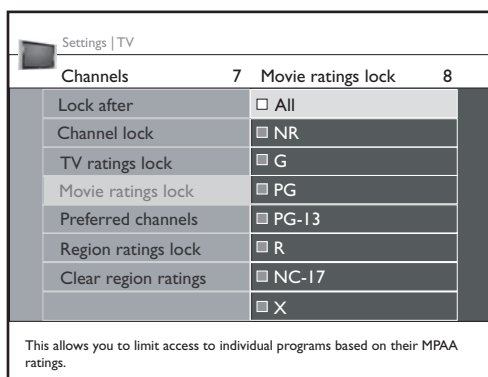 Settings | TV
Channels 7 Movie ratings lock 8
Lock after All
Channel lock NR
TV ratings lock G
Movie ratings lock PG
Preferred channels PG-13
Region ratings lock R
Clear region ratings NC-17
X
This allows you to limit access to individual programs based on their MPAA
ratings.